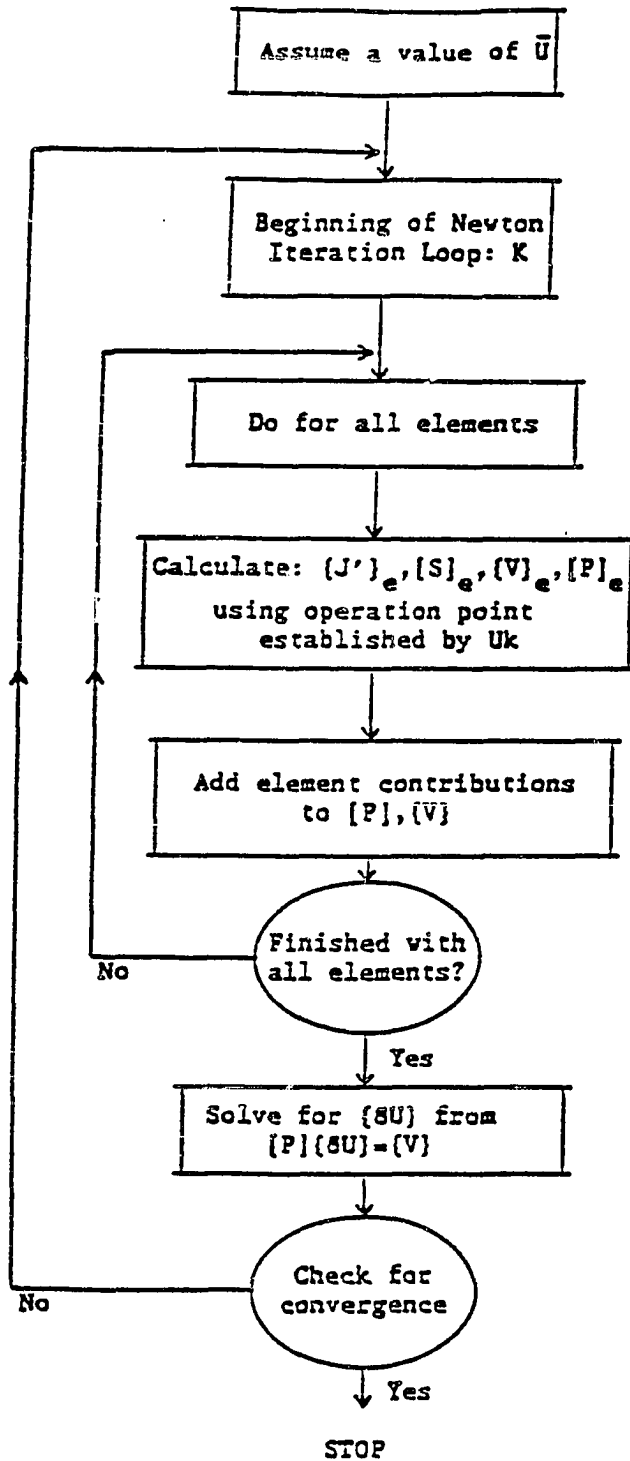 Assume a value of Ū
Beginning of Newton
Iteration Loop: K
Do for all elements
Calculate: {J'}e,[S]e,{V}e,[P]e
using operation point
established by Uk
Add element contributions
to [P],{V}
Finished with
all elements?
No
Yes
Solve for {δU} from
[P]{δU}={V}
Check for
convergence
No
Yes
STOP